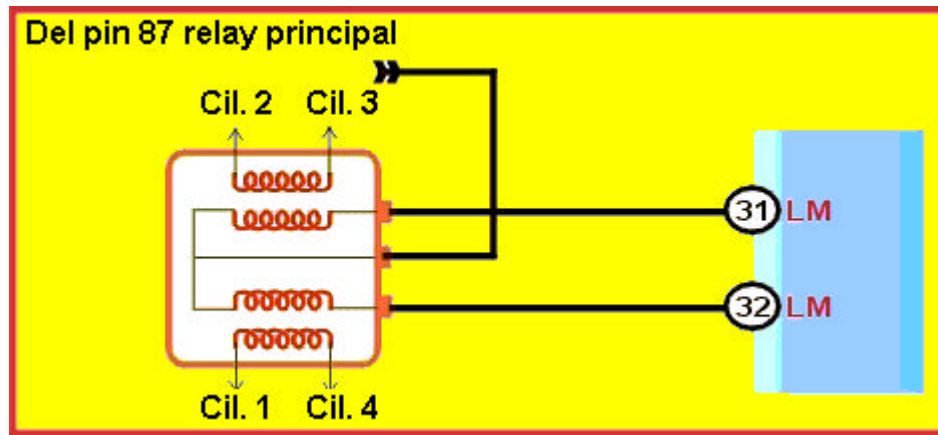 Del pin 87 relay principal
Cil. 2 Cil. 3
31 LM
32 LM
Cil. 1 Cil. 4